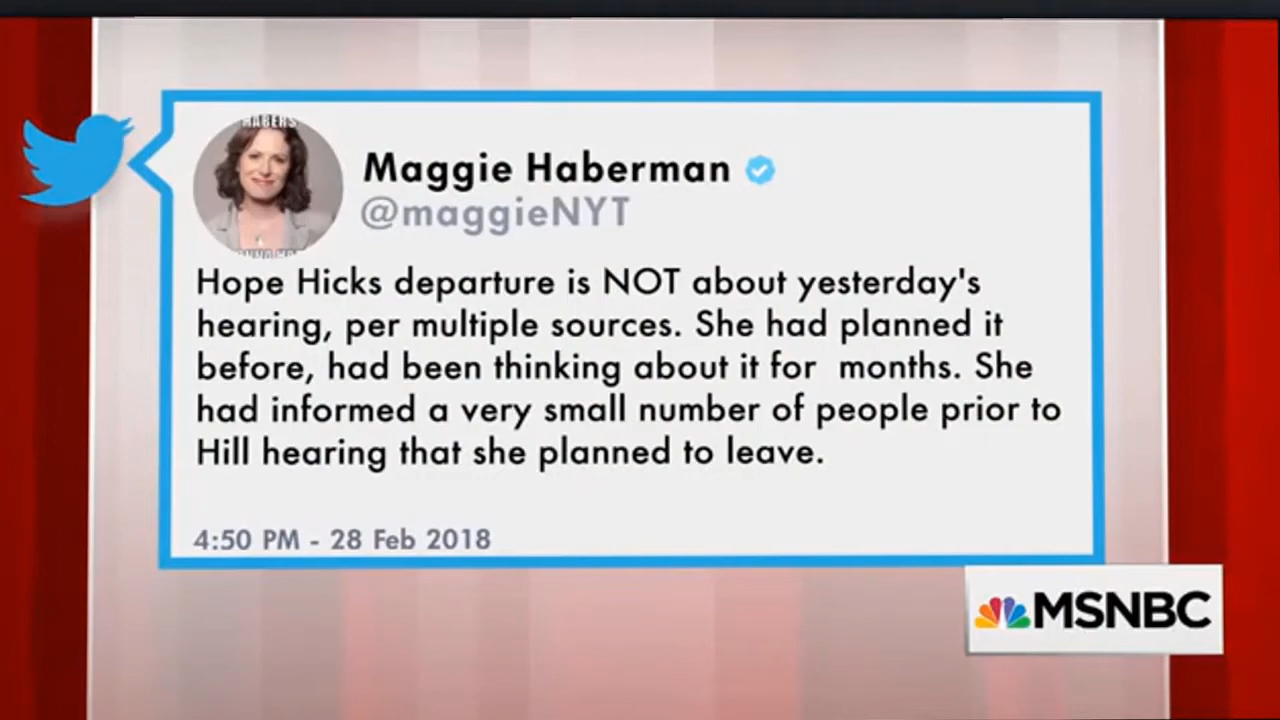 HABERS
Maggie Haberman
@maggieNYT
Hope Hicks departure is NOT about yesterday's
hearing, per multiple sources. She had planned it
before, had been thinking about it for  months. She
had informed a very small number of people prior to
Hill hearing that she planned to leave.
4:50 PM - 28 Feb 2018
MSNBC